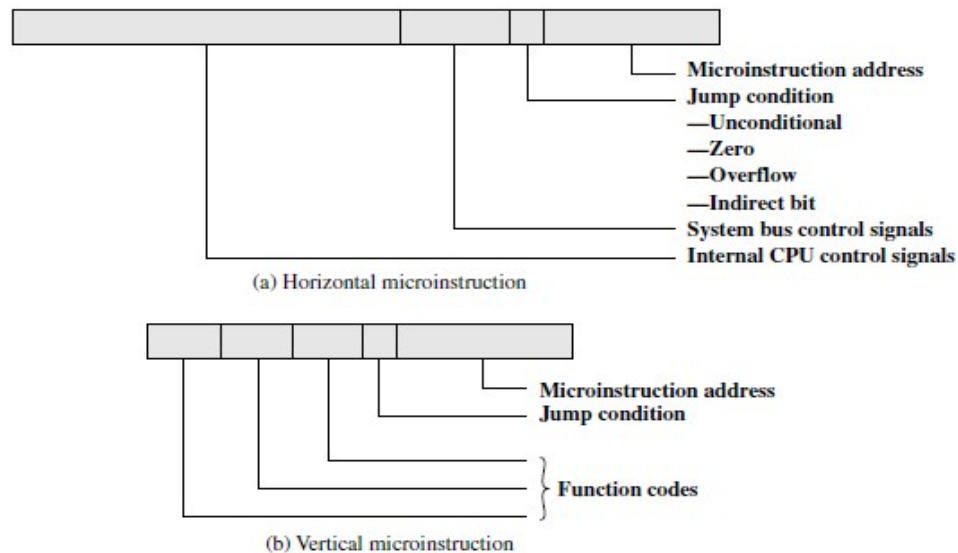 Microinstruction address
Jump condition
—Unconditional
—Zero
—Overflow
—Indirect bit
System bus control signals
Internal CPU control signals
(a) Horizontal microinstruction
Microinstruction address
Jump condition
Function codes
(b) Vertical microinstruction